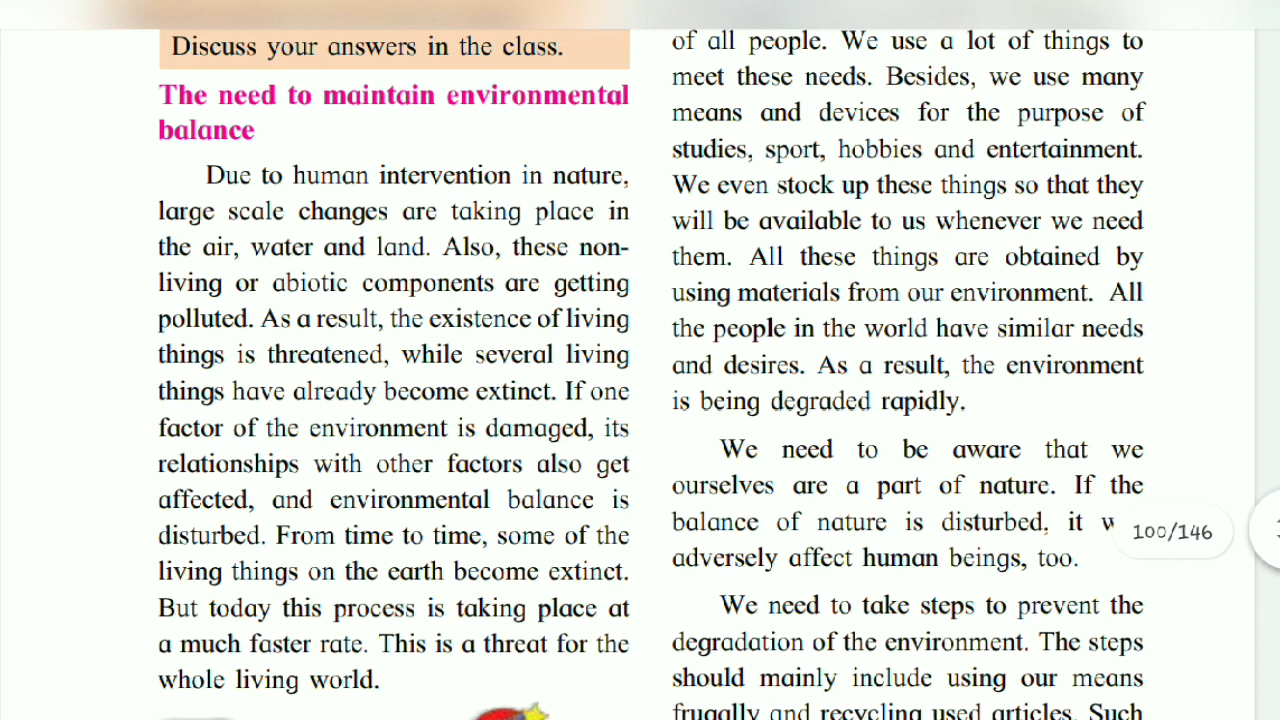 Discuss your answers in the class.
The need to maintain environmental
balance
Due to human intervention in nature,
large scale changes are taking place in
the air, water and land. Also, these non-
living or abiotic components are getting
polluted. As a result, the existence of living
things is threatened, while several living
things have already become extinct. If one
factor of the environment is damaged, its
relationships with other factors also get
affected, and environmental balance is
disturbed. From time to time, some of the
living things on the earth become extinct.
But today this process is taking place at
a much faster rate. This is a threat for the
whole living world.
of all people. We use a lot of things to
meet these needs. Besides, we use many
means and devices for the purpose of
studies, sport, hobbies and entertainment.
We even stock up these things so that they
will be available to us whenever we need
them. All these things are obtained by
using materials from our environment. All
the people in the world have similar needs
and desires. As a result, the environment
is being degraded rapidly.
We need to be aware that we
ourselves are a part of nature. If the
balance of nature is disturbed, it
adversely affect human beings, too.
We need to take steps to prevent the
degradation of the environment. The steps
should mainly include using our means
frugally and recycling used articles. Such
100/146